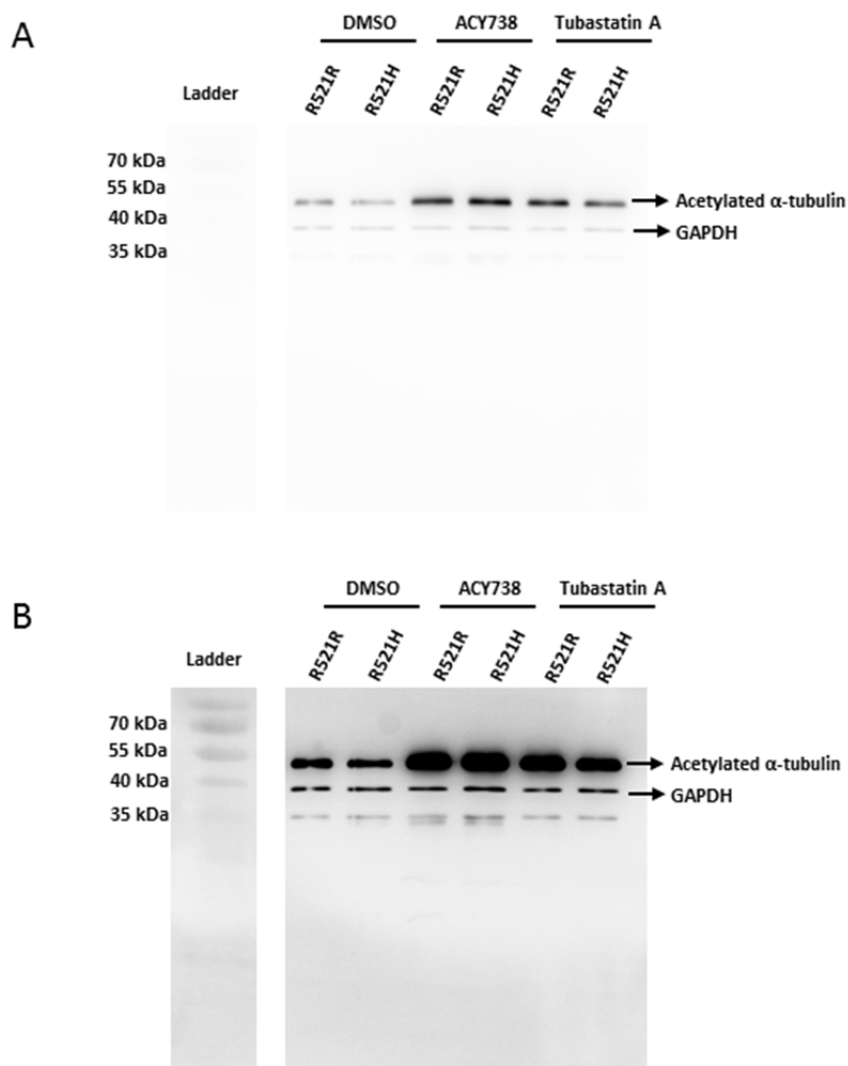 A
DMSO ACY738 Tubastatin A
R521R R521H R521R R521H R521R R521H
Ladder
70 kDa
55 kDa
40 kDa
35 kDa
Acetylated α-tubulin
GAPDH
B
DMSO ACY738 Tubastatin A
R521R R521H R521R R521H R521R R521H
Ladder
70 kDa
55 kDa
40 kDa
35 kDa
Acetylated α-tubulin
GAPDH